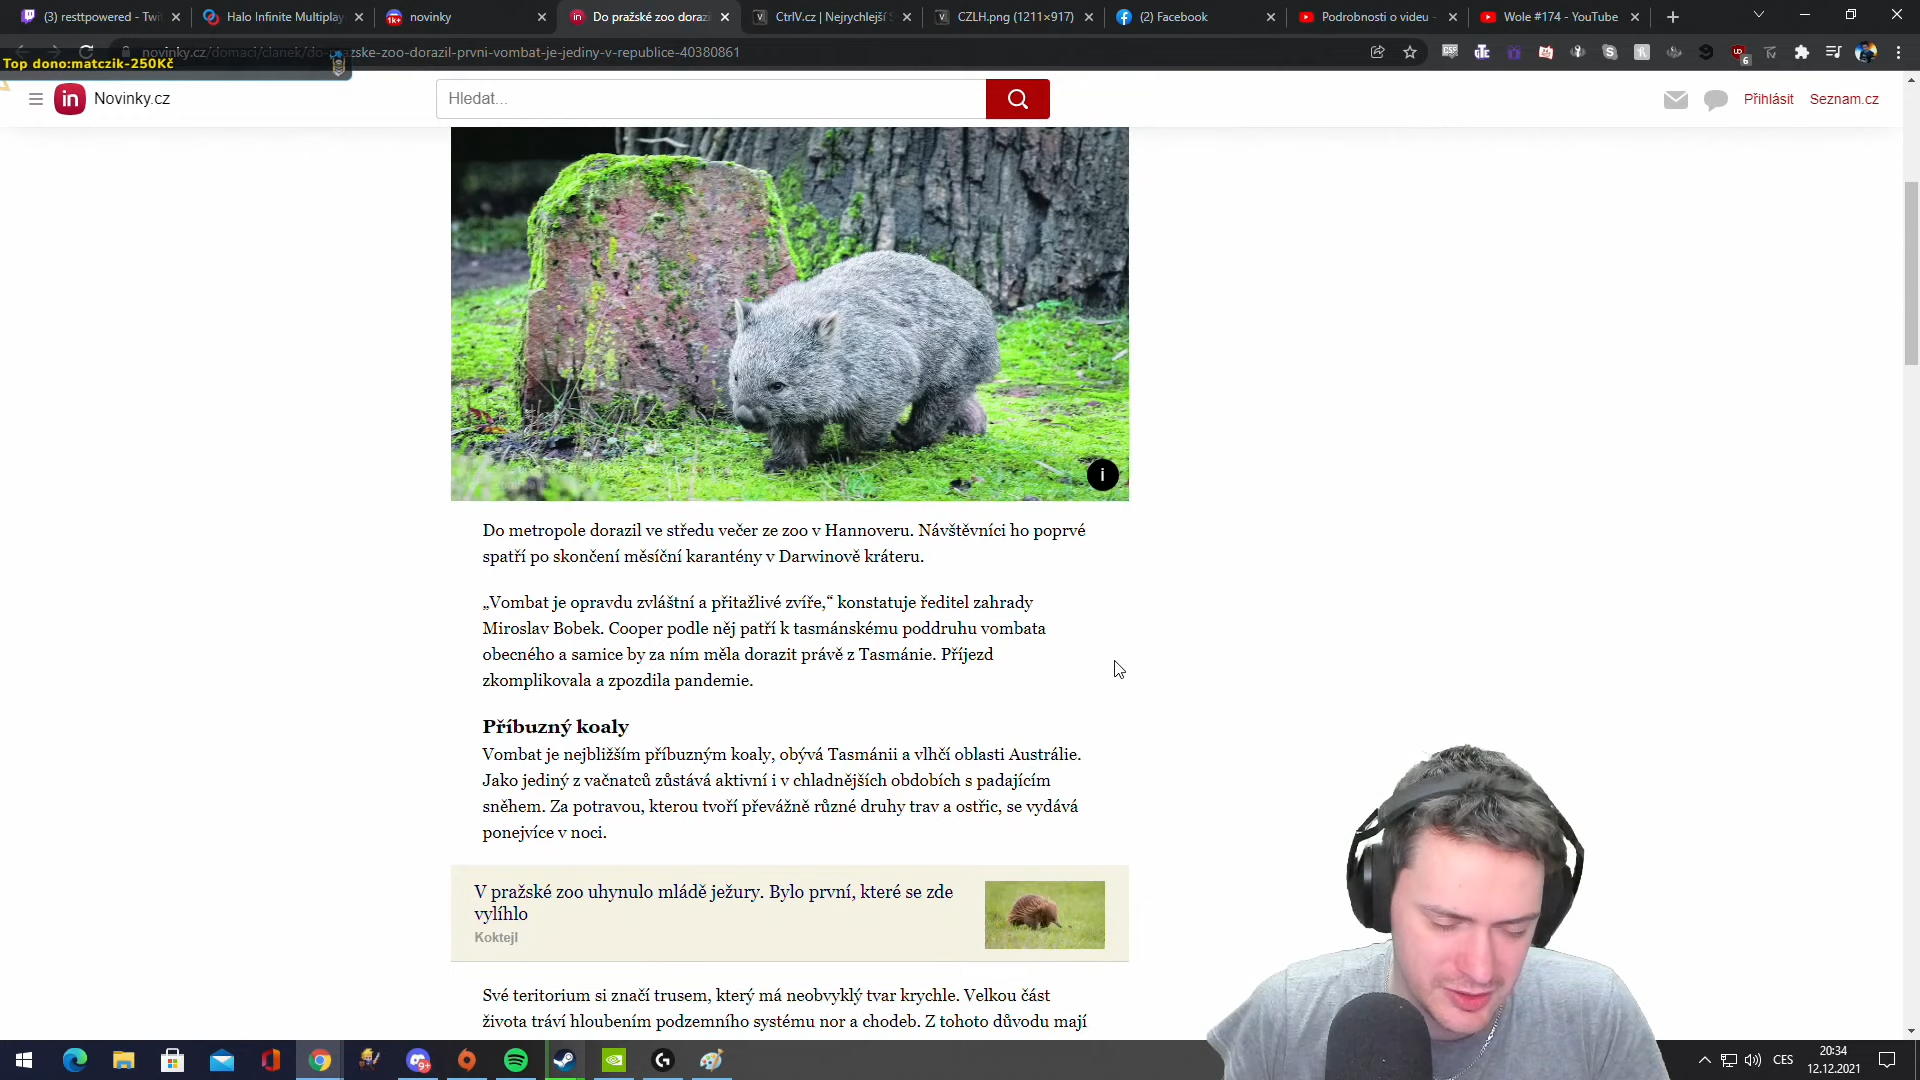 (3) resttpowered - Twi
Halo Infinite Multiplay
novinky
Do pražské zoo doraz
CtrlV.cz | Nejrychlejší
CZLH.png (1211×917)
(2) Facebook
Podrobnosti o videu -
Wole #174 - YouTube
novinky.cz/domaci/clanek/do-prazske-zoo-dorazil-prvni-vombat-je-jediny-v-republice-40380861
Top dono:matczik-250Kč
Novinky.cz
Hledat...
Přihlásit
Seznam.cz
Do metropole dorazil ve středu večer ze zoo v Hannoveru. Návštěvníci ho poprvé
spatří po skončení měsíční karantény v Darwinově kráteru.
„Vombat je opravdu zvláštní a přitažlivé zvíře,“ konstatuje ředitel zahrady
Miroslav Bobek. Cooper podle něj patří k tasmánskému poddruhu vombata
obecného a samice by za ním měla dorazit právě z Tasmánie. Příjezd
zkomplikovala a zpozdila pandemie.
Příbuzný koaly
Vombat je nejbližším příbuzným koaly, obývá Tasmánii a vlhčí oblasti Austrálie.
Jako jediný z vačnatců zůstává aktivní i v chladnějších obdobích s padajícím
sněhem. Za potravou, kterou tvoří převážně různé druhy trav a ostřic, se vydává
ponejvíce v noci.
V pražské zoo uhynulo mládě ježury. Bylo první, které se zde
vylíhlo
Koktejl
Své teritorium si značí trusem, který má neobvyklý tvar krychle. Velkou část
života tráví hloubením podzemního systému nor a chodeb. Z tohoto důvodu mají
CES
20:34
12.12.2021